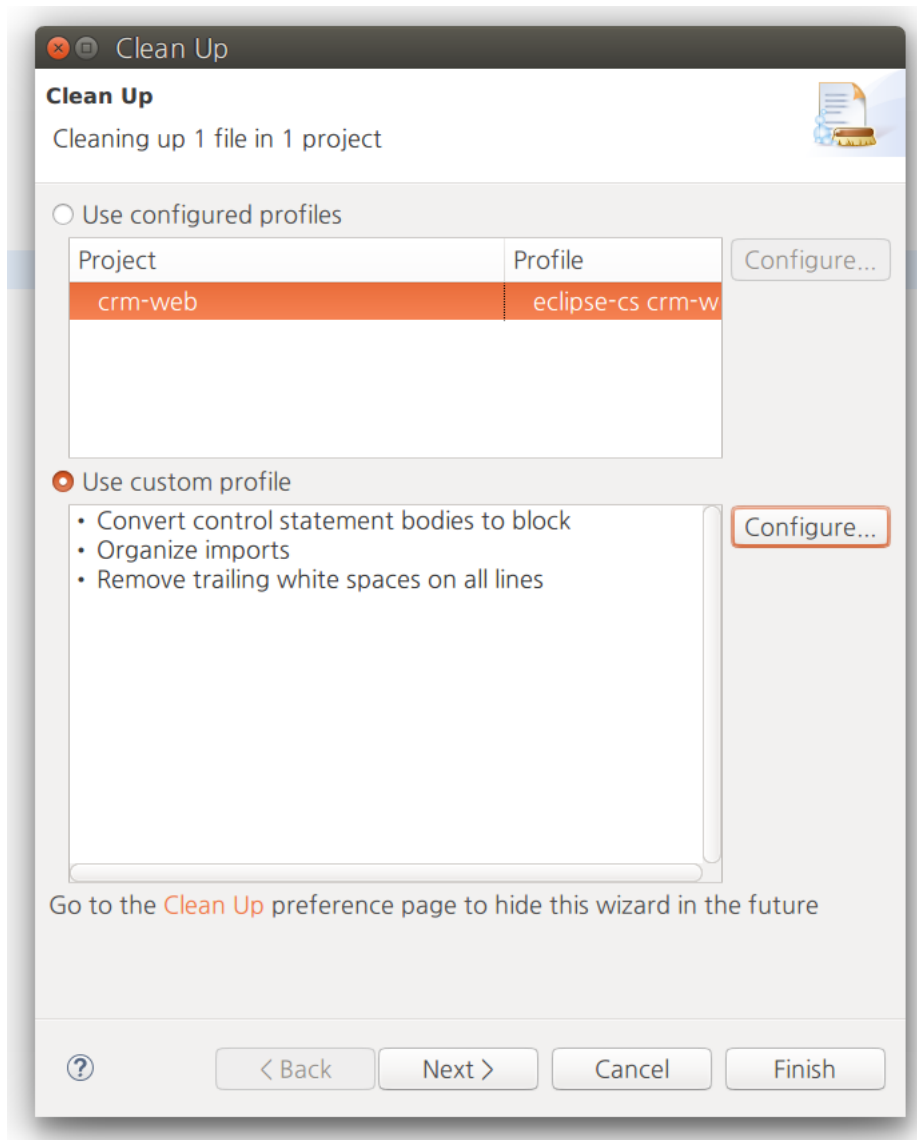 Clean Up
Clean Up
Cleaning up 1 file in 1 project
Use configured profiles
Project Profile Configure...
crm-web eclipse-cs crm-w
Use custom profile
• Convert control statement bodies to block
• Organize imports
• Remove trailing white spaces on all lines
Configure...
Go to the Clean Up preference page to hide this wizard in the future
? < Back Next > Cancel Finish